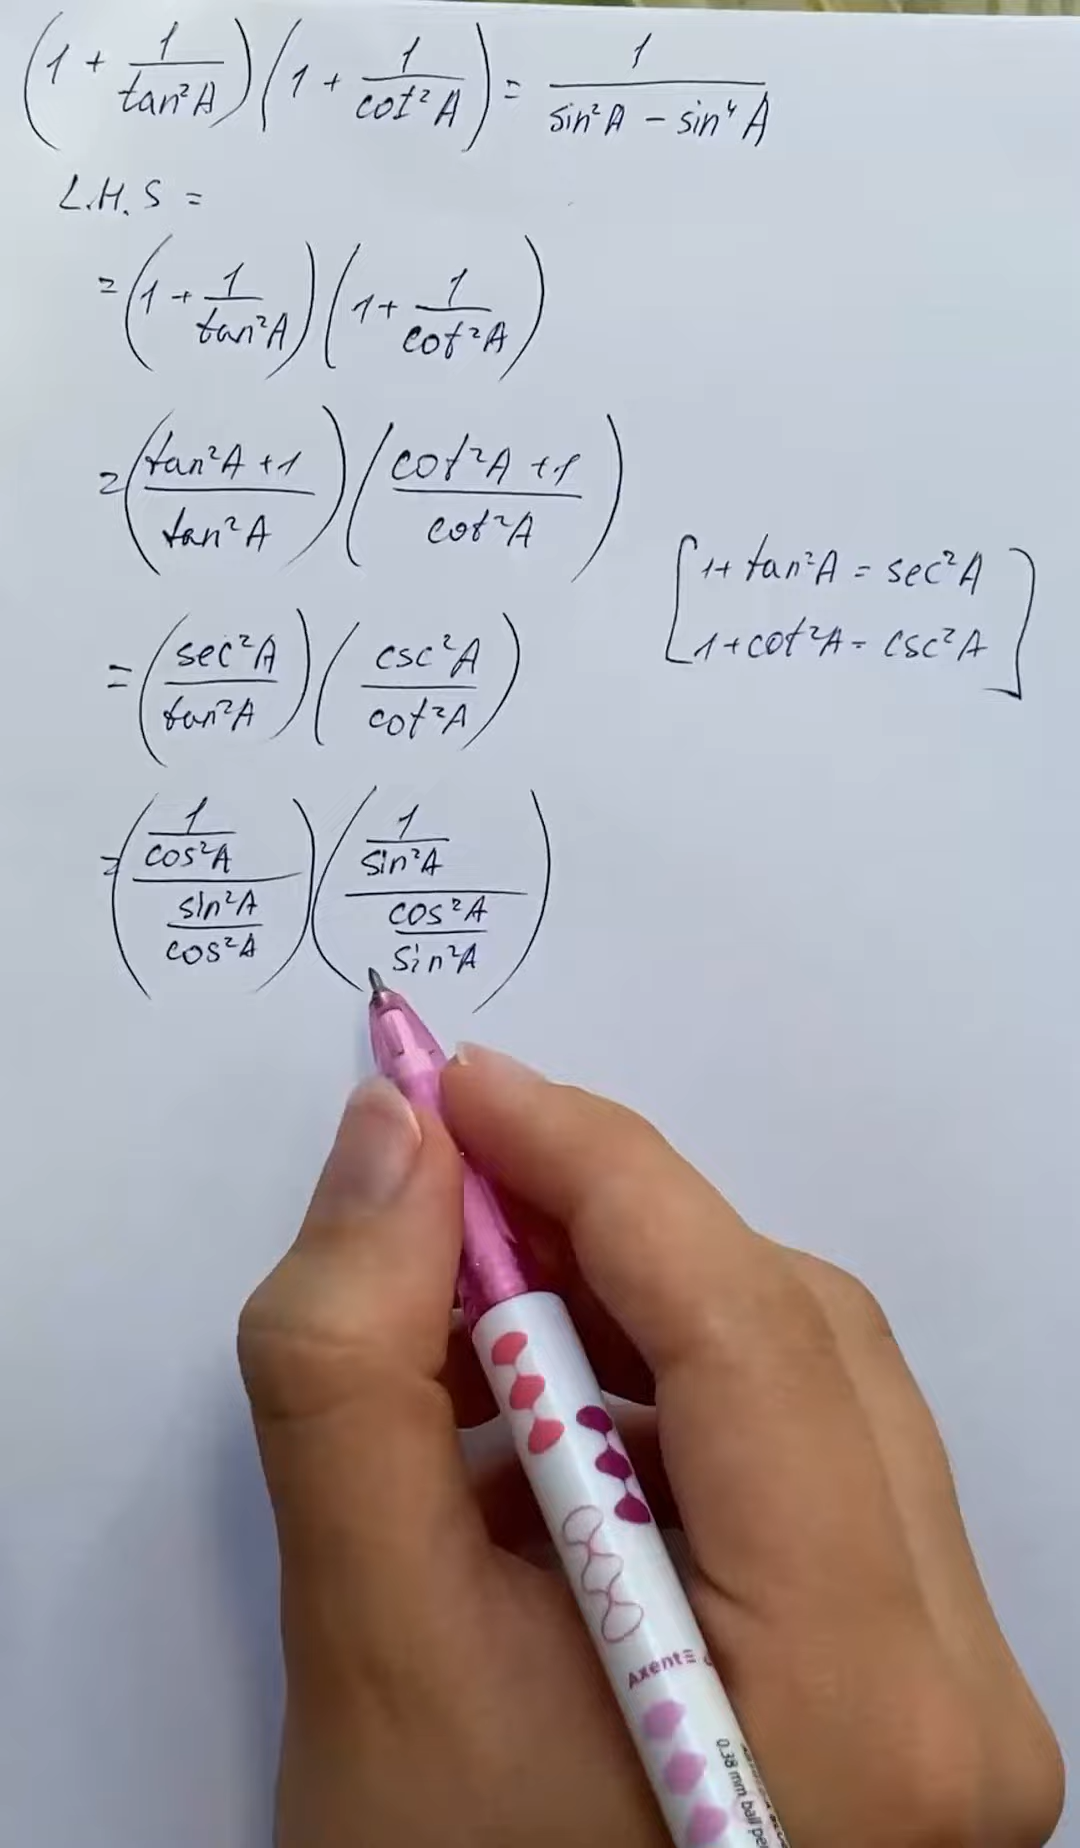 (1 + 1/tan²A)(1 + 1/cot²A) = 1/(sin²A − sin⁴A)
L.H.S =
= (1 + 1/tan²A)(1 + 1/cot²A)
= ((tan²A + 1)/tan²A)((cot²A + 1)/cot²A)
[1 + tan²A = sec²A
1 + cot²A = csc²A]
= (sec²A/tan²A)(csc²A/cot²A)
= ((1/cos²A)/(sin²A/cos²A))((1/sin²A)/(cos²A/sin²A))
Axent
0.38 mm ball pe